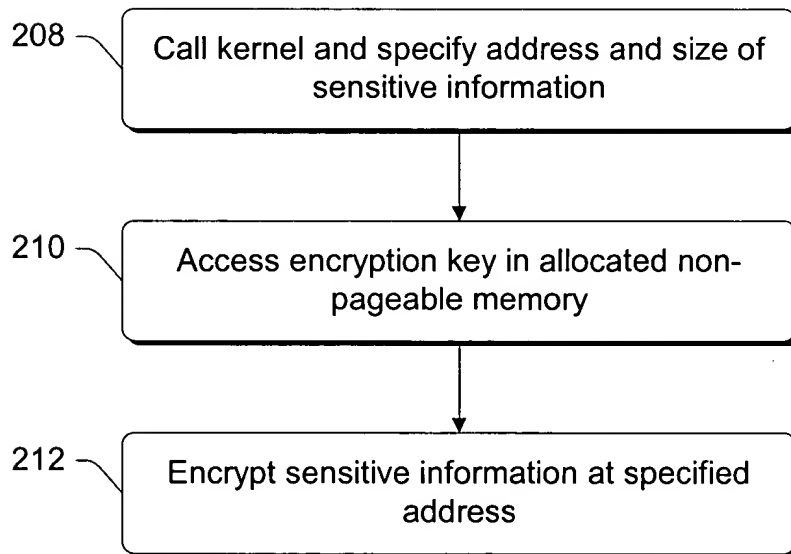 208
Call kernel and specify address and size of
sensitive information
210
Access encryption key in allocated non-
pageable memory
212
Encrypt sensitive information at specified
address